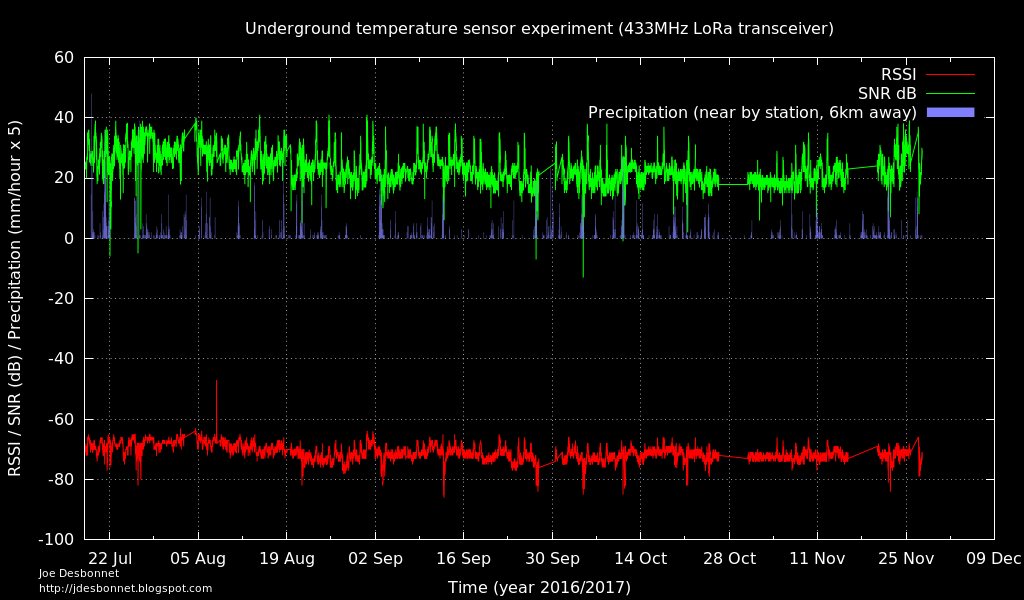 Underground temperature sensor experiment (433MHz LoRa transceiver)
RSSI
SNR dB
Precipitation (near by station, 6km away)
RSSI / SNR (dB) / Precipitation (mm/hour x 5)
60
40
20
0
-20
-40
-60
-80
-100
22 Jul 05 Aug 19 Aug 02 Sep 16 Sep 30 Sep 14 Oct 28 Oct 11 Nov 25 Nov 09 Dec
Time (year 2016/2017)
Joe Desbonnet
http://jdesbonnet.blogspot.com